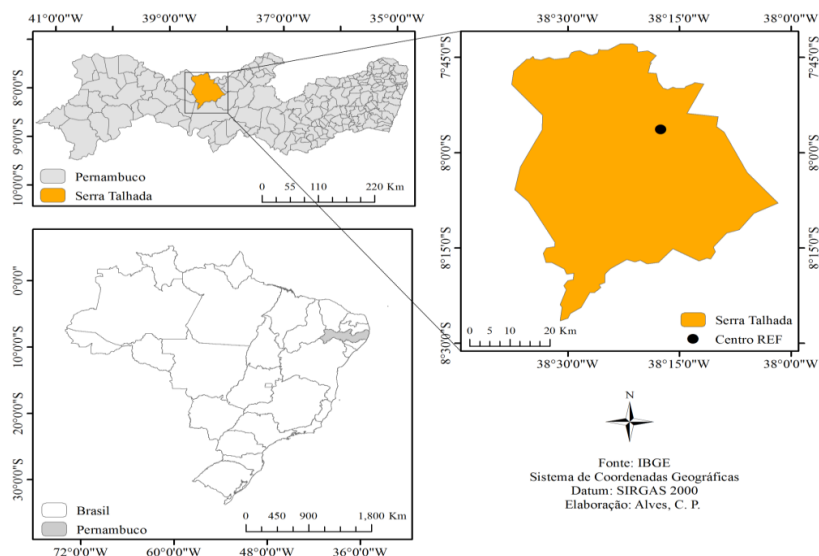 41°0'0"W 39°0'0"W 37°0'0"W 35°0'0"W
8°0'0"S
9°0'0"S
10°0'0"S
Pernambuco
Serra Talhada
0 55 110 220 Km
38°30'0"W 38°15'0"W 38°0'0"W
7°45'0"S
8°0'0"S
8°15'0"S
8°30'0"S
Serra Talhada
Centro REF
0 5 10 20 Km
38°30'0"W 38°15'0"W 38°0'0"W
0°0'0"
10°0'0"S
20°0'0"S
30°0'0"S
Brasil
Pernambuco
0 450 900 1,800 Km
72°0'0"W 60°0'0"W 48°0'0"W 36°0'0"W
N
Fonte: IBGE
Sistema de Coordenadas Geográficas
Datum: SIRGAS 2000
Elaboração: Alves, C. P.